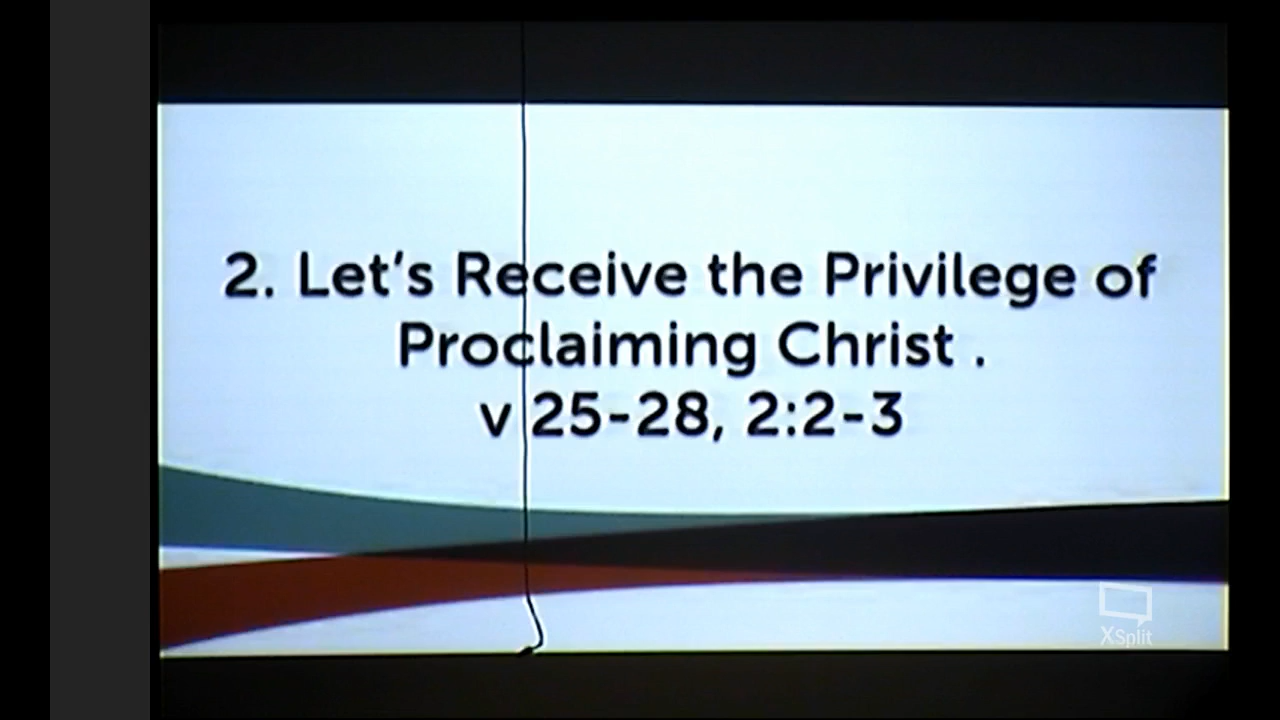 2. Let's Receive the Privilege of
Proclaiming Christ .
v 25-28, 2:2-3
XSplit